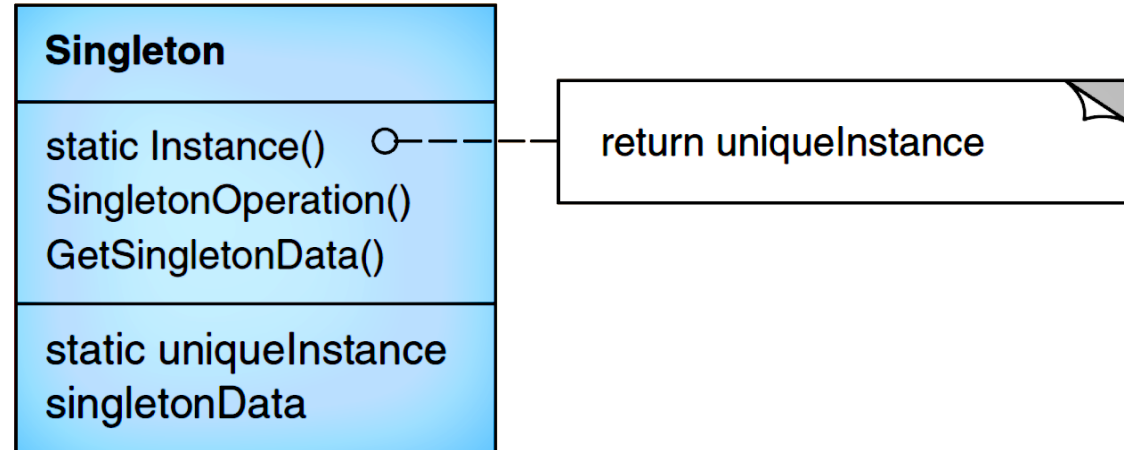 Singleton
static Instance()
return uniqueInstance
SingletonOperation()
GetSingletonData()
static uniqueInstance
singletonData